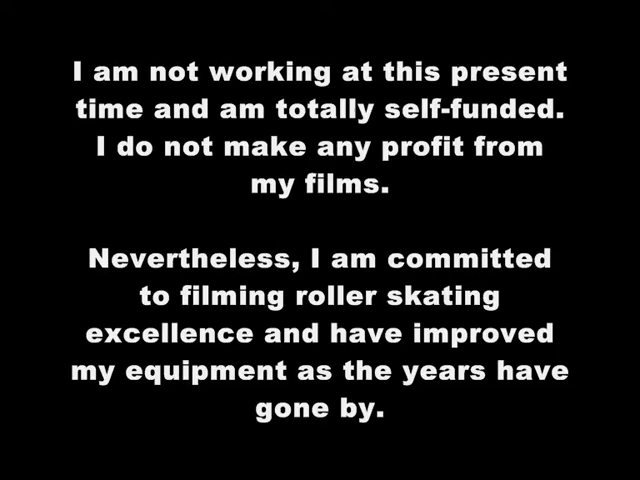 I am not working at this present
time and am totally self-funded.
I do not make any profit from
my films.
Nevertheless, I am committed
to filming roller skating
excellence and have improved
my equipment as the years have
gone by.